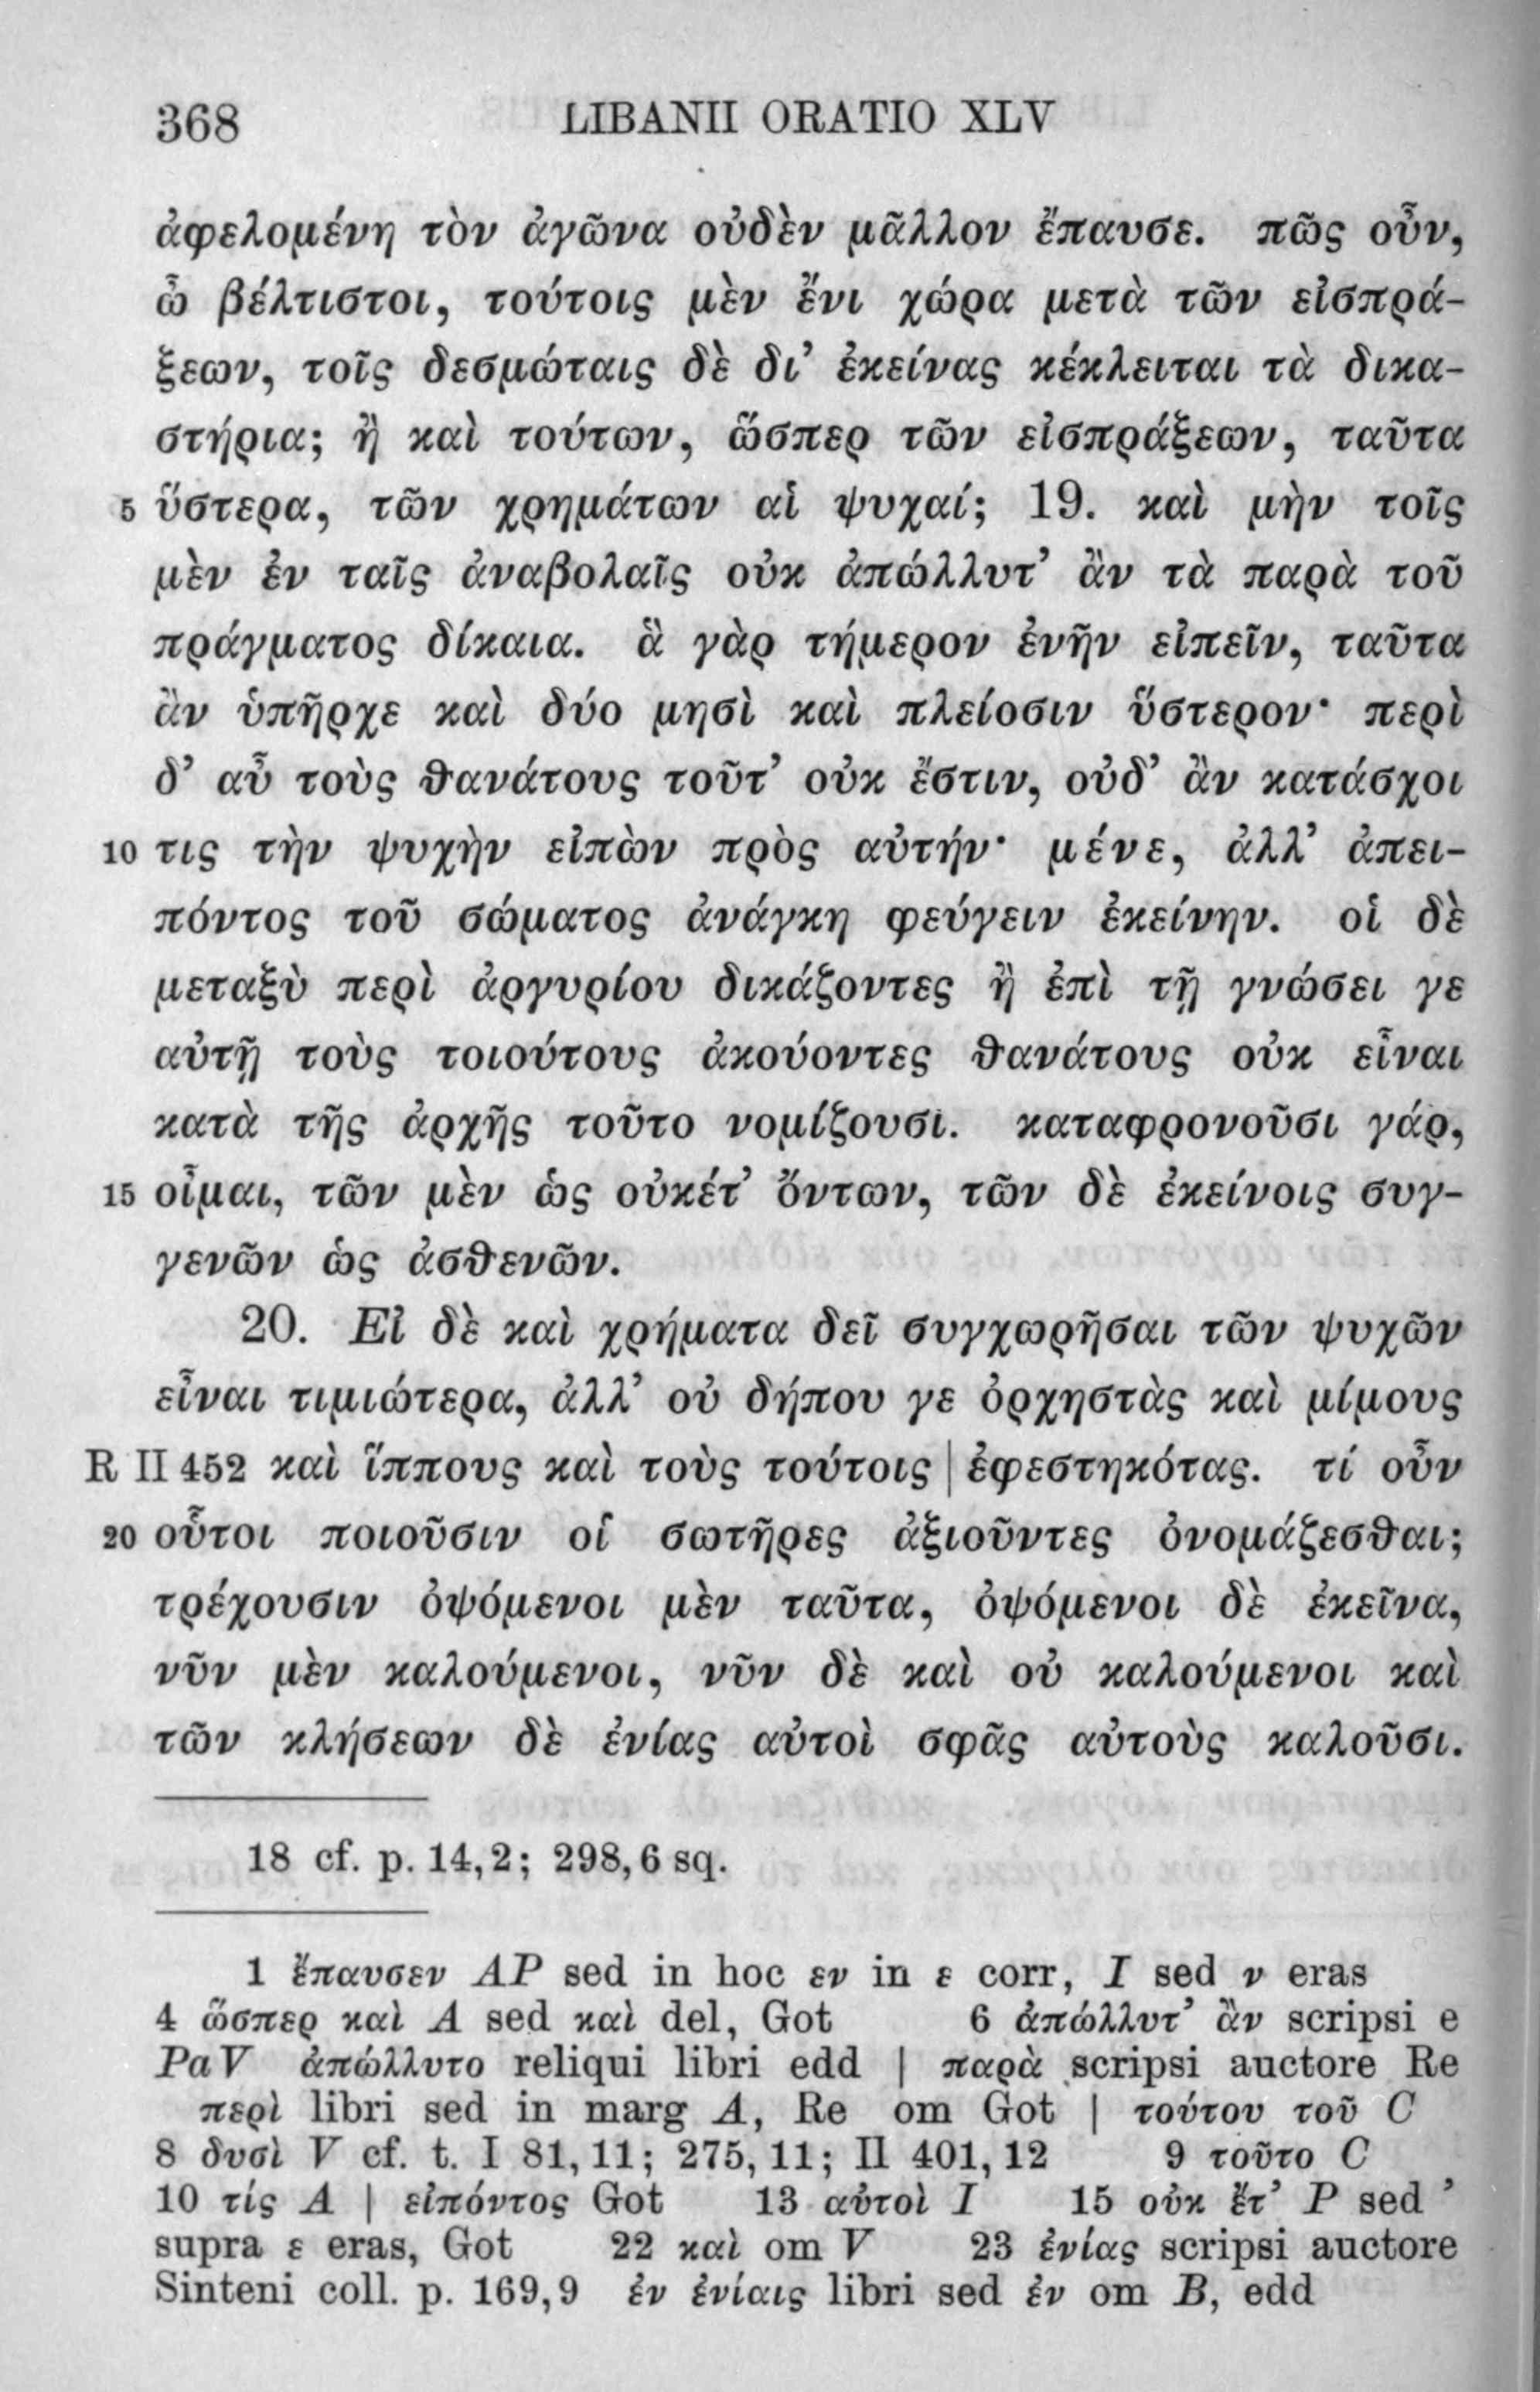 368 LIBANII ORATIO XLV
ἀφελομένη τὸν ἀγῶνα οὐδὲν μᾶλλον ἔπαυσε. πῶς οὖν,
ὦ βέλτιστοι, τούτοις μὲν ἔνι χώρα μετὰ τῶν εἰσπρά-
ξεων, τοῖς δεσμώταις δὲ δι’ ἐκείνας κέκλειται τὰ δικα-
στήρια; ἢ καὶ τούτων, ὥσπερ τῶν εἰσπράξεων, ταῦτα
5 ὕστερα, τῶν χρημάτων αἱ ψυχαί; 19. καὶ μὴν τοῖς
μὲν ἐν ταῖς ἀναβολαῖς οὐκ ἀπώλλυτ’ ἂν τὰ παρὰ τοῦ
πράγματος δίκαια. ἃ γὰρ τήμερον ἐνῆν εἰπεῖν, ταῦτα
ἂν ὑπῆρχε καὶ δύο μησὶ καὶ πλείοσιν ὕστερον· περὶ
δ’ αὖ τοὺς θανάτους τοῦτ’ οὐκ ἔστιν, οὐδ’ ἂν κατάσχοι
10 τις τὴν ψυχὴν εἰπὼν πρὸς αὐτήν· μένε, ἀλλ’ ἀπει-
πόντος τοῦ σώματος ἀνάγκη φεύγειν ἐκείνην. οἱ δὲ
μεταξὺ περὶ ἀργυρίου δικάζοντες ἢ ἐπὶ τῇ γνώσει γε
αὐτῇ τοὺς τοιούτους ἀκούοντες θανάτους οὐκ εἶναι
κατὰ τῆς ἀρχῆς τοῦτο νομίζουσι. καταφρονοῦσι γάρ,
15 οἶμαι, τῶν μὲν ὡς οὐκέτ’ ὄντων, τῶν δὲ ἐκείνοις συγ-
γενῶν ὡς ἀσθενῶν.
20. Εἰ δὲ καὶ χρήματα δεῖ συγχωρῆσαι τῶν ψυχῶν
εἶναι τιμιώτερα, ἀλλ’ οὐ δήπου γε ὀρχηστὰς καὶ μίμους
R II 452 καὶ ἵππους καὶ τοὺς τούτοις | ἐφεστηκότας. τί οὖν
20 οὗτοι ποιοῦσιν οἱ σωτῆρες ἀξιοῦντες ὀνομάζεσθαι;
τρέχουσιν ὀψόμενοι μὲν ταῦτα, ὀψόμενοι δὲ ἐκεῖνα,
νῦν μὲν καλούμενοι, νῦν δὲ καὶ οὐ καλούμενοι καὶ
τῶν κλήσεων δὲ ἐνίας αὐτοὶ σφᾶς αὐτοὺς καλοῦσι.
18 cf. p. 14,2; 298,6 sq.
1 ἔπαυσεν AP sed in hoc εν in ε corr, I sed ν eras
4 ὥσπερ καὶ A sed καὶ del, Got 6 ἀπώλλυτ’ ἂν scripsi e
PaV ἀπώλλυτο reliqui libri edd | παρὰ scripsi auctore Re
περὶ libri sed in marg A, Re om Got | τούτου τοῦ C
8 δυσὶ V cf. t. I 81,11; 275,11; II 401,12 9 τοῦτο C
10 τίς A | εἰπόντος Got 13 αὐτοὶ I 15 οὐκ ἔτ’ P sed ’
supra ε eras, Got 22 καὶ om V 23 ἐνίας scripsi auctore
Sinteni coll. p. 169,9 ἐν ἐνίαις libri sed ἐν om B, edd